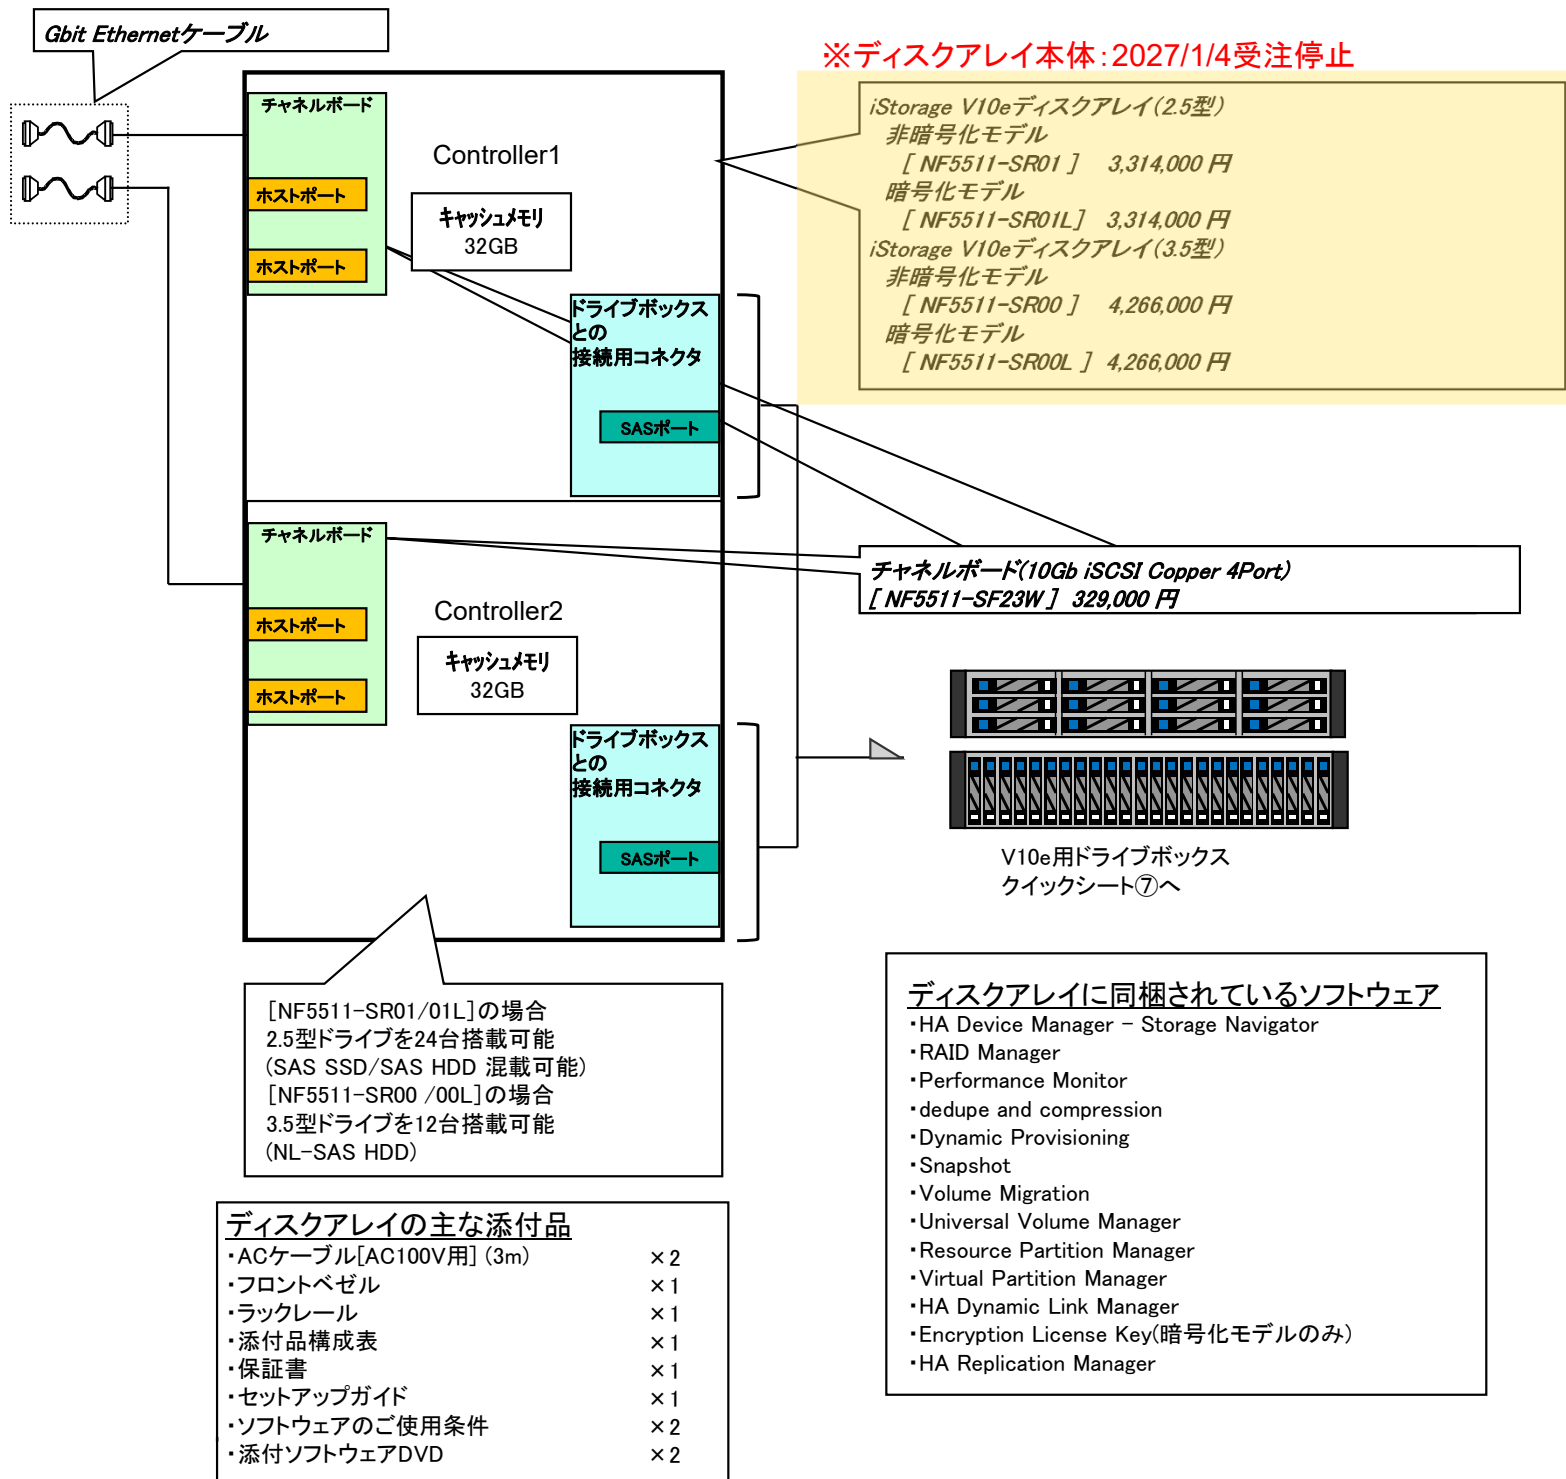 Gbit Ethernetケーブル
※ディスクアレイ本体：2027/1/4受注停止
iStorage V10eディスクアレイ(2.5型)
非暗号化モデル
[ NF5511-SR01 ] 3,314,000 円
暗号化モデル
[ NF5511-SR01L] 3,314,000 円
iStorage V10eディスクアレイ(3.5型)
非暗号化モデル
[ NF5511-SR00 ] 4,266,000 円
暗号化モデル
[ NF5511-SR00L ] 4,266,000 円
チャネルボード
Controller1
ホストポート
キャッシュメモリ
32GB
ホストポート
ドライブボックス
との
接続用コネクタ
SASポート
チャネルボード
チャネルボード(10Gb iSCSI Copper 4Port)
[ NF5511-SF23W ] 329,000 円
Controller2
ホストポート
キャッシュメモリ
32GB
ホストポート
ドライブボックス
との
接続用コネクタ
SASポート
V10e用ドライブボックス
クイックシート⑦へ
[NF5511-SR01/01L]の場合
2.5型ドライブを24台搭載可能
(SAS SSD/SAS HDD 混載可能)
[NF5511-SR00 /00L]の場合
3.5型ドライブを12台搭載可能
(NL-SAS HDD)
ディスクアレイに同梱されているソフトウェア
・HA Device Manager - Storage Navigator
・RAID Manager
・Performance Monitor
・dedupe and compression
・Dynamic Provisioning
・Snapshot
・Volume Migration
・Universal Volume Manager
・Resource Partition Manager
・Virtual Partition Manager
・HA Dynamic Link Manager
・Encryption License Key(暗号化モデルのみ)
・HA Replication Manager
ディスクアレイの主な添付品
・ACケーブル[AC100V用] (3m) ×2
・フロントベゼル ×1
・ラックレール ×1
・添付品構成表 ×1
・保証書 ×1
・セットアップガイド ×1
・ソフトウェアのご使用条件 ×2
・添付ソフトウェアDVD ×2